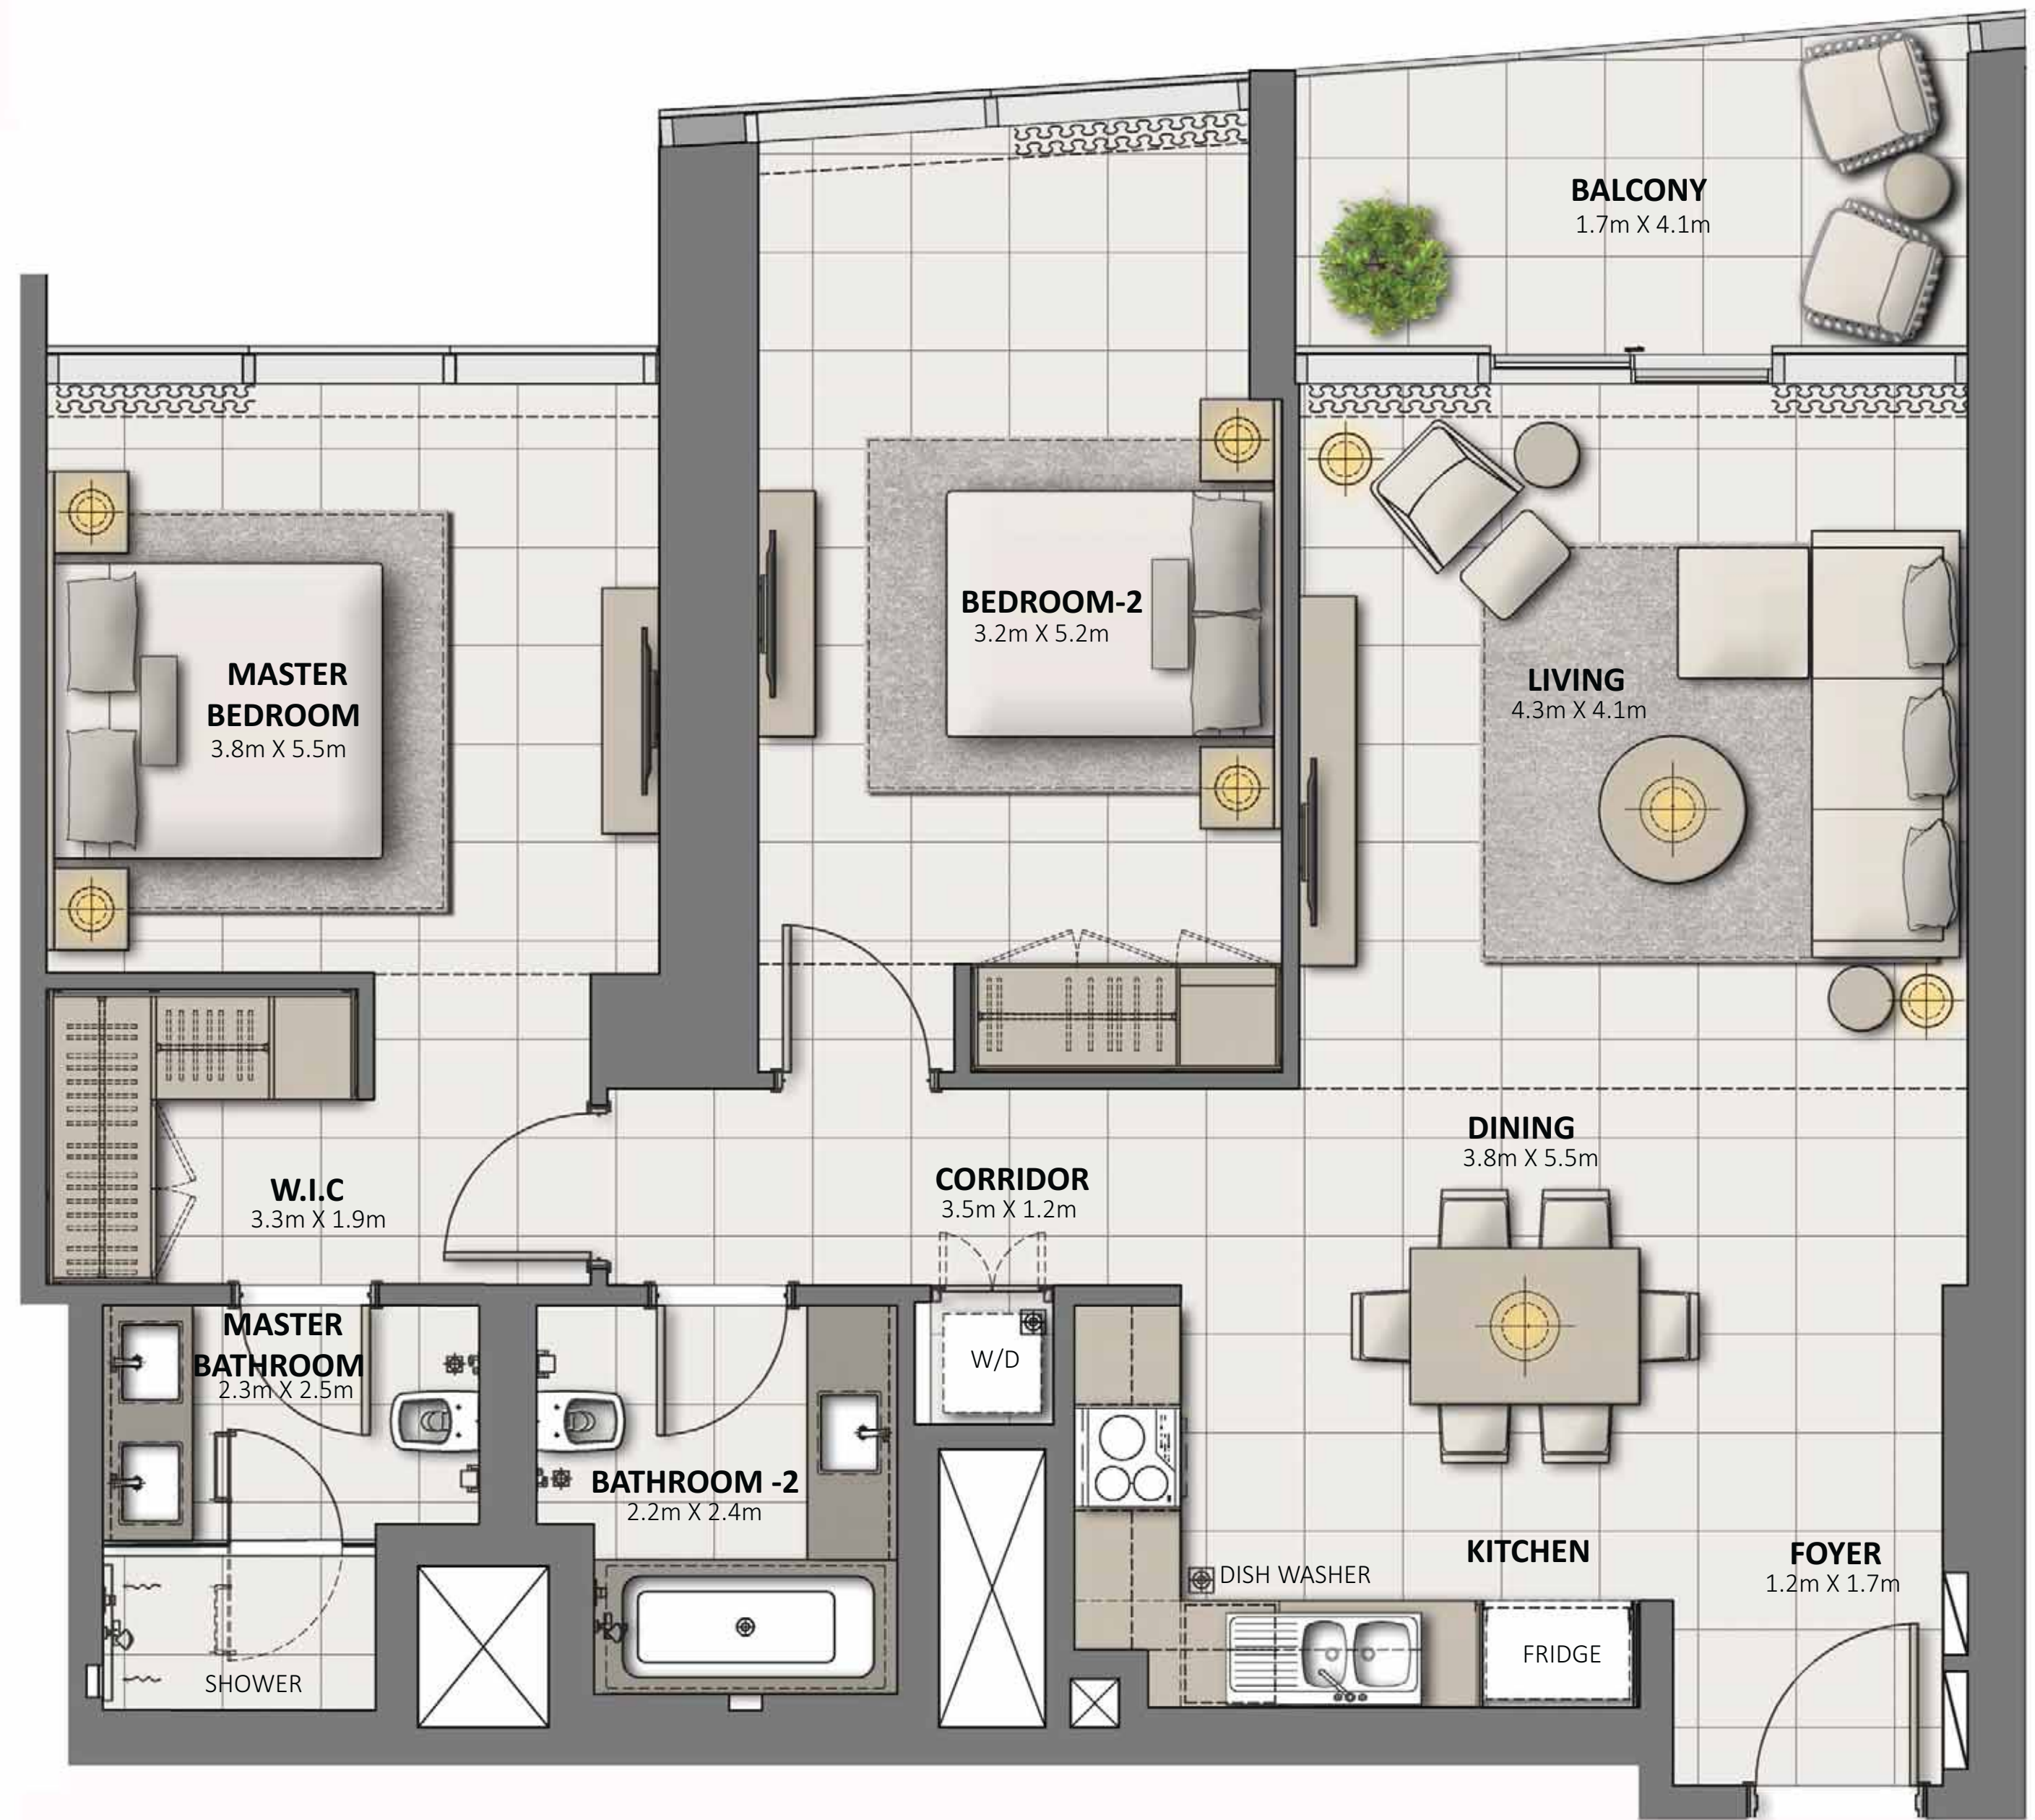 BALCONY
1.7m X 4.1m
BEDROOM-2
3.2m X 5.2m
MASTER
BEDROOM
3.8m X 5.5m
LIVING
4.3m X 4.1m
DINING
3.8m X 5.5m
CORRIDOR
3.5m X 1.2m
W.I.C
3.3m X 1.9m
MASTER
BATHROOM
2.3m X 2.5m
W/D
BATHROOM -2
2.2m X 2.4m
KITCHEN
DISH WASHER
FOYER
1.2m X 1.7m
FRIDGE
SHOWER